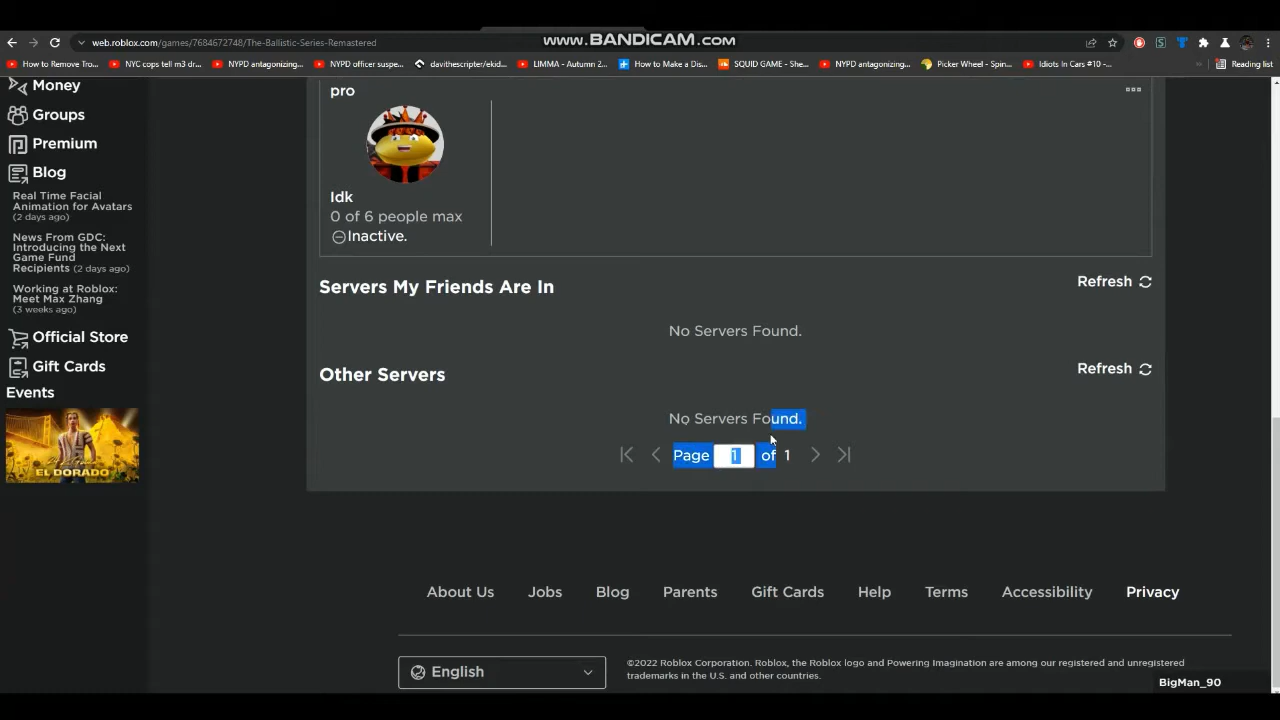 www.BANDICAM.com
web.roblox.com/games/7684672748/The-Ballistic-Series-Remastered
How to Remove Tro...
NYC cops tell m3 dr...
NYPD antagonizing...
NYPD officer suspe...
davithescripter/ekid...
LIMMA - Autumn 2...
How to Make a Dis...
SQUID GAME - She...
NYPD antagonizing...
Picker Wheel - Spin...
Idiots In Cars #10 -...
Reading list
Money
Groups
Premium
Blog
Real Time Facial
Animation for Avatars
(2 days ago)
News From GDC:
Introducing the Next
Game Fund
Recipients (2 days ago)
Working at Roblox:
Meet Max Zhang
(3 weeks ago)
Official Store
Gift Cards
Events
EL DORADO
pro
Idk
0 of 6 people max
Inactive.
Servers My Friends Are In
Refresh
No Servers Found.
Other Servers
Refresh
No Servers Found.
Page 1 of 1
About Us
Jobs
Blog
Parents
Gift Cards
Help
Terms
Accessibility
Privacy
English
©2022 Roblox Corporation. Roblox, the Roblox logo and Powering Imagination are among our registered and unregistered
trademarks in the U.S. and other countries.
BigMan_90